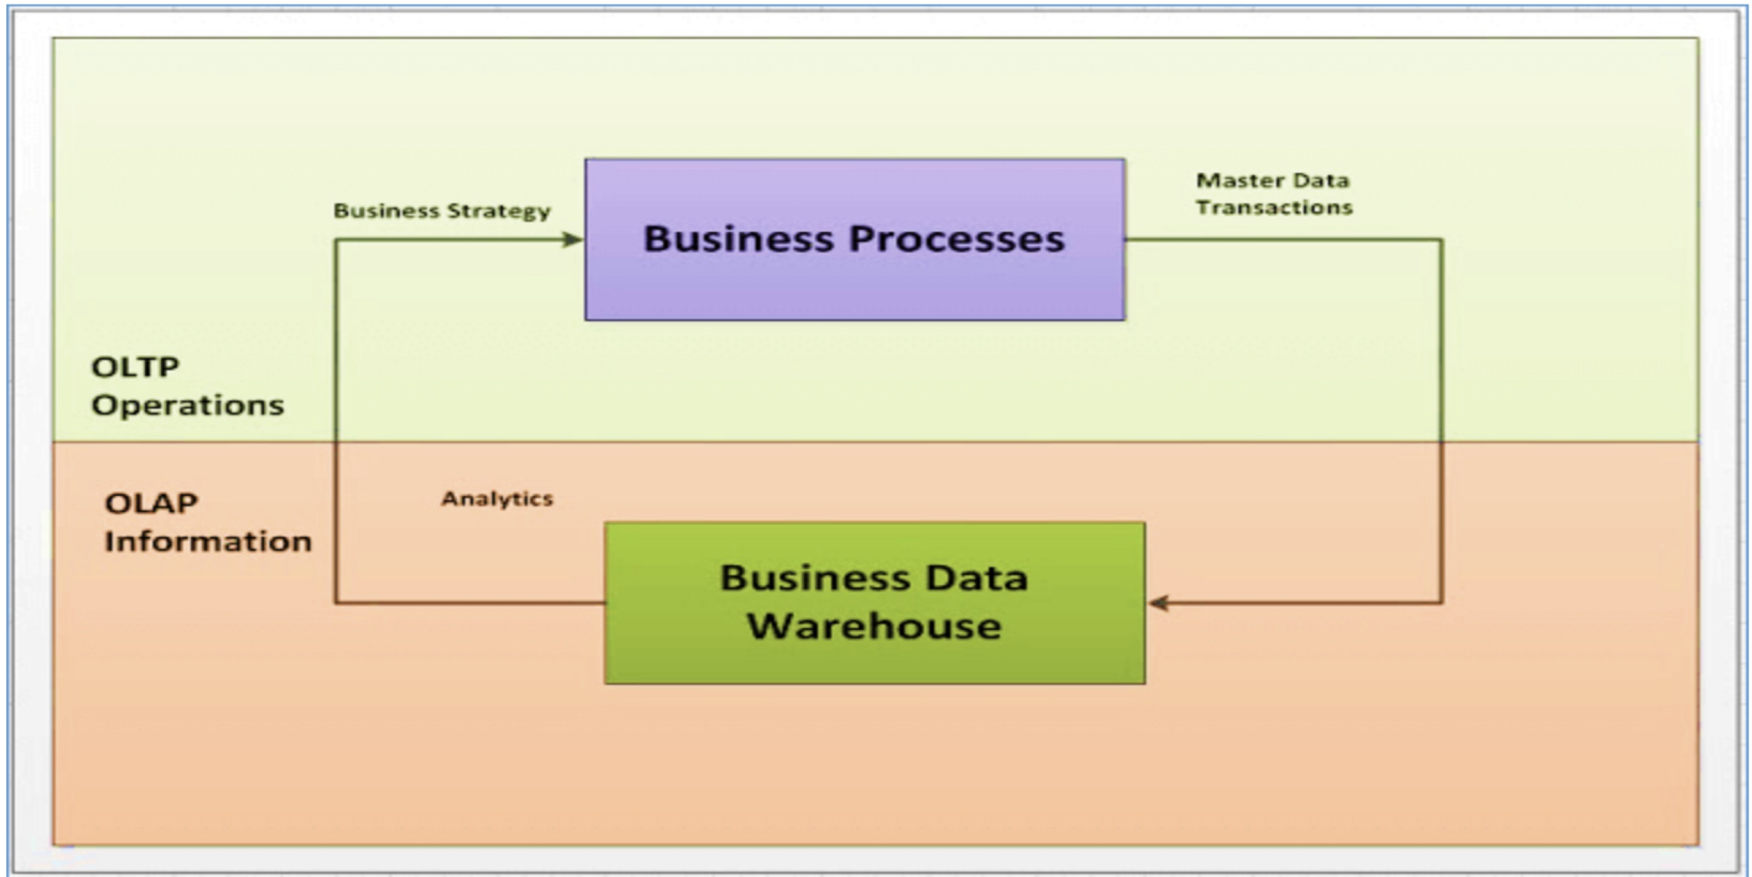 Business Strategy
Business Processes
Master Data
Transactions
OLTP
Operations
OLAP
Information
Analytics
Business Data
Warehouse